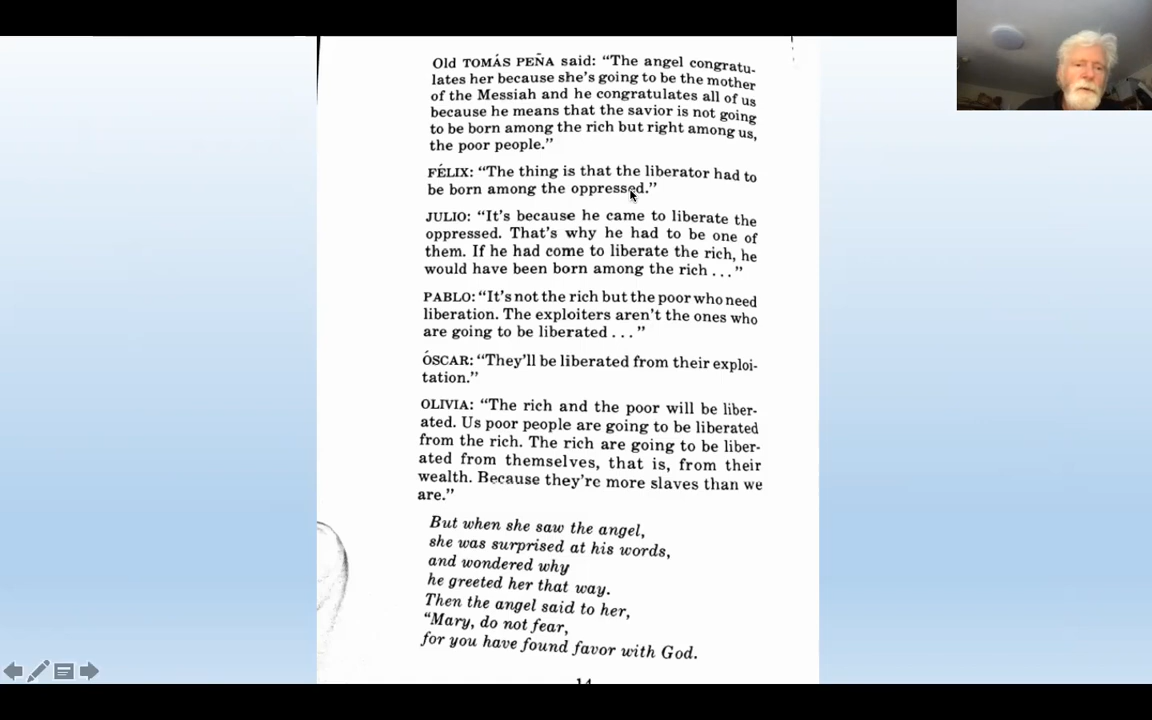 Old TOMÁS PEÑA said: “The angel congratu-
lates her because she’s going to be the mother
of the Messiah and he congratulates all of us
because he means that the savior is not going
to be born among the rich but right among us,
the poor people.”
FÉLIX: “The thing is that the liberator had to
be born among the oppressed.”
JULIO: “It’s because he came to liberate the
oppressed. That’s why he had to be one of
them. If he had come to liberate the rich, he
would have been born among the rich . . . ”
PABLO: “It’s not the rich but the poor who need
liberation. The exploiters aren’t the ones who
are going to be liberated . . . ”
ÓSCAR: “They’ll be liberated from their exploi-
tation.”
OLIVIA: “The rich and the poor will be liber-
ated. Us poor people are going to be liberated
from the rich. The rich are going to be liber-
ated from themselves, that is, from their
wealth. Because they’re more slaves than we
are.”
But when she saw the angel,
she was surprised at his words,
and wondered why
he greeted her that way.
Then the angel said to her,
“Mary, do not fear,
for you have found favor with God.
14